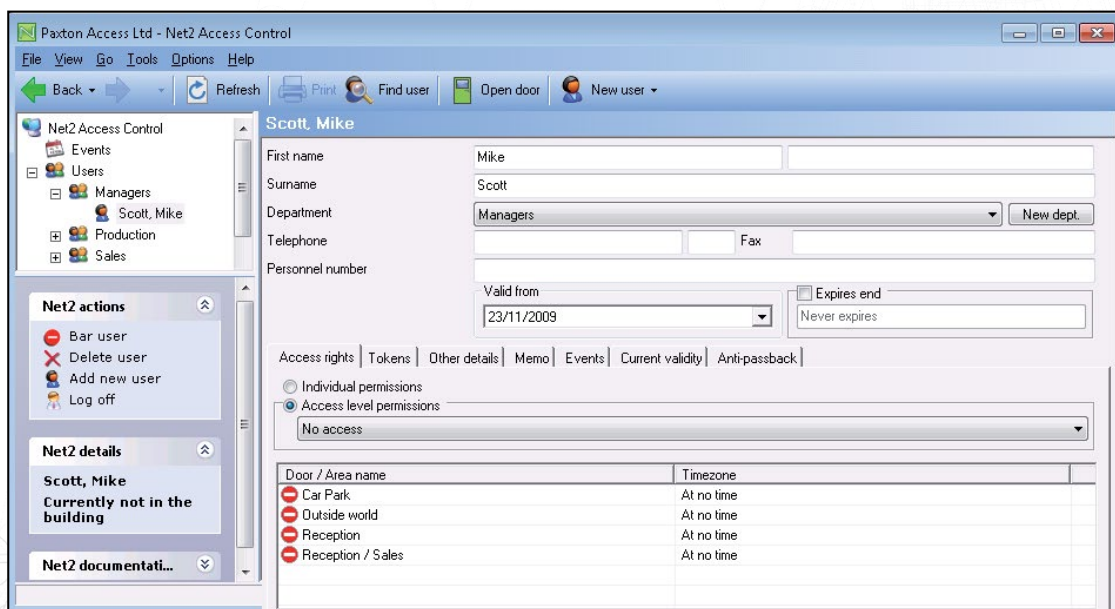 Paxton Access Ltd - Net2 Access Control
File View Go Tools Options Help
Back Refresh Print Find user Open door New user
Net2 Access Control
Events
Users
Managers
Scott, Mike
Production
Sales
Net2 actions
Bar user
Delete user
Add new user
Log off
Net2 details
Scott, Mike
Currently not in the
building
Net2 documentati...
Scott, Mike
First name Mike
Surname Scott
Department Managers New dept.
Telephone Fax
Personnel number
Valid from Expires end
23/11/2009 Never expires
Access rights Tokens Other details Memo Events Current validity Anti-passback
Individual permissions
Access level permissions
No access
Door / Area name Timezone
Car Park At no time
Outside world At no time
Reception At no time
Reception / Sales At no time